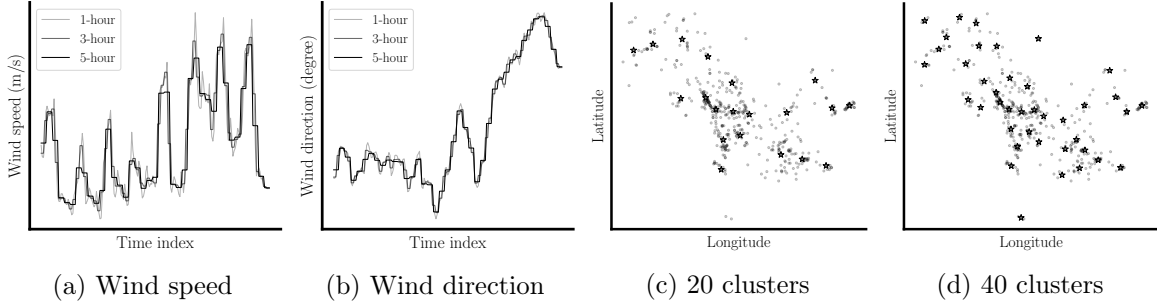 1-hour
3-hour
5-hour
Wind speed (m/s)
Time index
(a) Wind speed
1-hour
3-hour
5-hour
Wind direction (degree)
Time index
(b) Wind direction
Latitude
Longitude
(c) 20 clusters
Latitude
Longitude
(d) 40 clusters